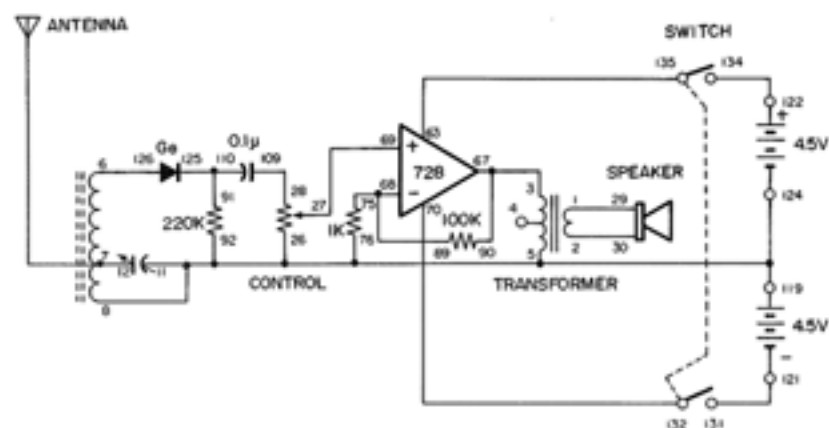 ANTENNA
SWITCH
135 134
122
+
4.5V
124
Ge
0.1μ
6 126 125 110 109
69 63 67
+
728
SPEAKER
28
27
91
220K
92
26
68
75
1K
76
−
70
100K
89 90
3
4
5
1 29
2 30
7 12 11
8
CONTROL
TRANSFORMER
119
4.5V
−
121
132 131